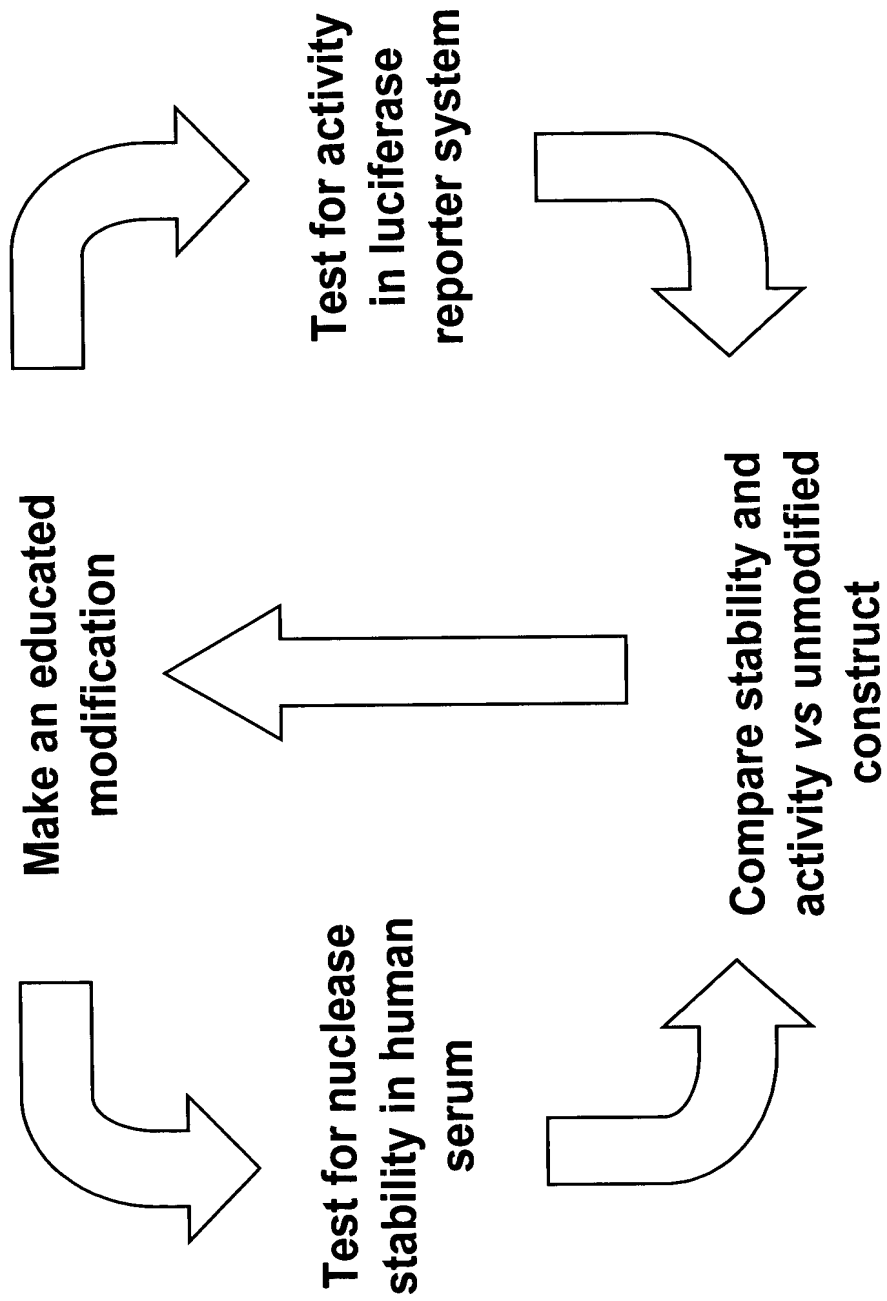 Make an educated
modification
Test for nuclease
stability in human
serum
Test for activity
in luciferase
reporter system
Compare stability and
activity vs unmodified
construct